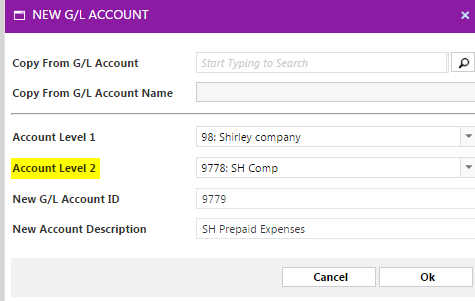 NEW G/L ACCOUNT
Copy From G/L Account Start Typing to Search
Copy From G/L Account Name
Account Level 1 98: Shirley company
Account Level 2 9778: SH Comp
New G/L Account ID 9779
New Account Description SH Prepaid Expenses
Cancel Ok